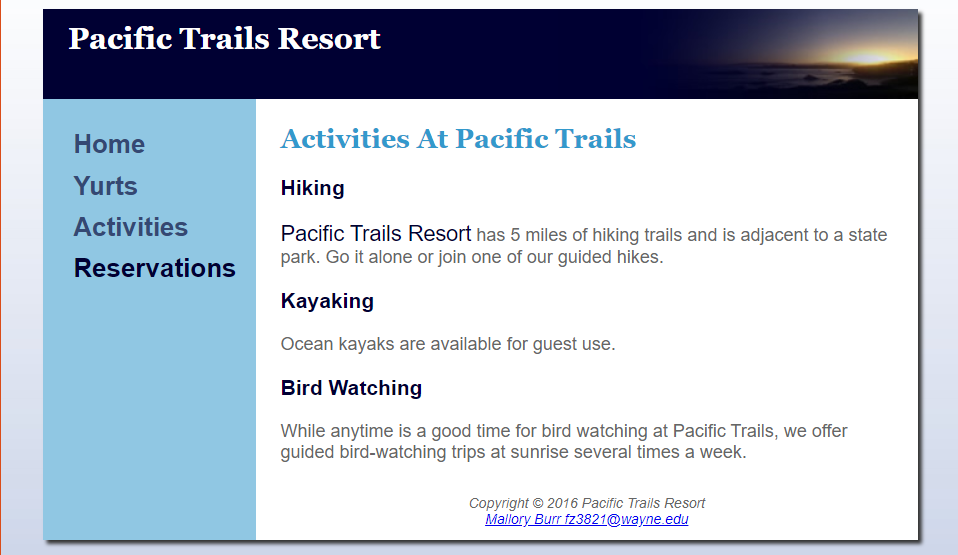 Pacific Trails Resort
Home
Yurts
Activities
Reservations
Activities At Pacific Trails
Hiking
Pacific Trails Resort has 5 miles of hiking trails and is adjacent to a state
park. Go it alone or join one of our guided hikes.
Kayaking
Ocean kayaks are available for guest use.
Bird Watching
While anytime is a good time for bird watching at Pacific Trails, we offer
guided bird-watching trips at sunrise several times a week.
Copyright © 2016 Pacific Trails Resort
Mallory Burr fz3821@wayne.edu